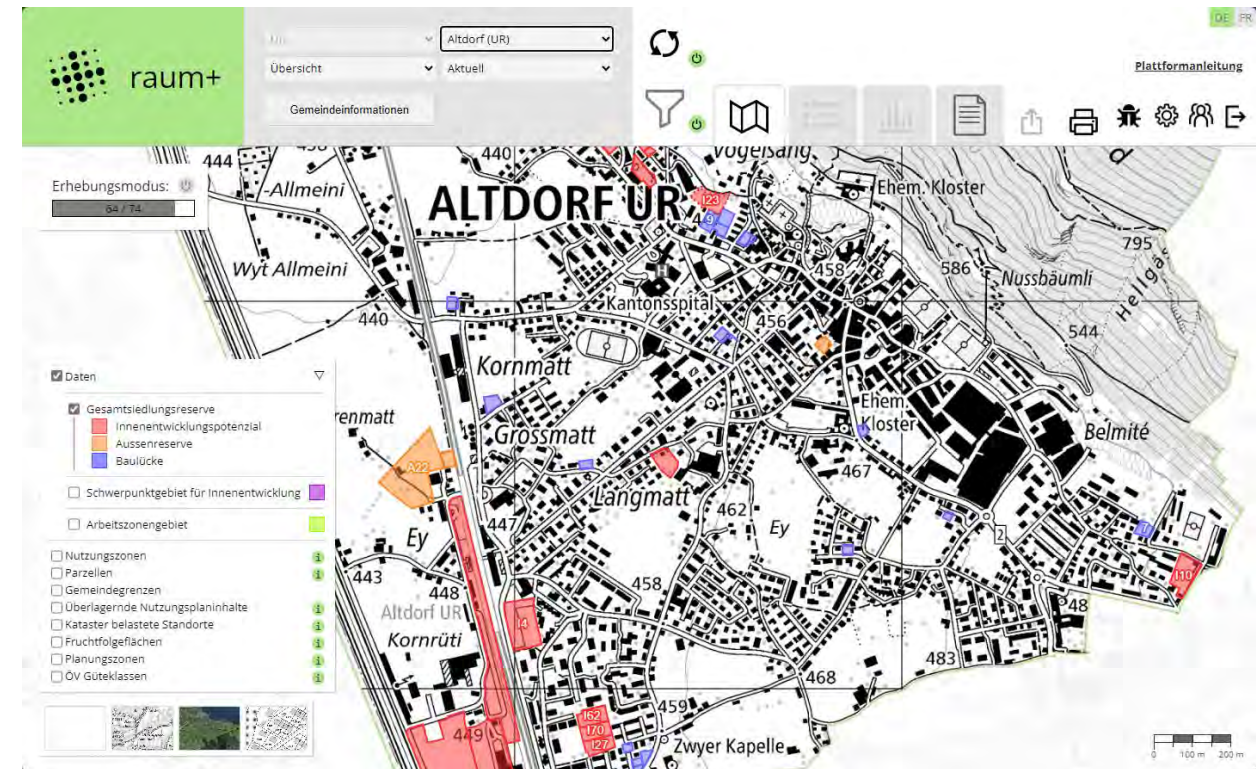 DE FR
raum+
Uri
Altdorf (UR)
Übersicht
Aktuell
Gemeindeinformationen
Plattformanleitung
Erhebungsmodus:
64 / 74
444
-Allmeini
440
Vogelsang
ALTDORF UR
Ehem. Kloster
I23
9
H
795
Wyt Allmeini
458
586
Nussbäumli
Hellgä
Kantonsspital
440
456
544
Kornmatt
Daten
Gesamtsiedlungsreserve
Innenentwicklungspotenzial
Aussenreserve
Baulücke
Schwerpunktgebiet für Innenentwicklung
Arbeitszonengebiet
Nutzungszonen
Parzellen
Gemeindegrenzen
Überlagernde Nutzungsplaninhalte
Kataster belastete Standorte
Fruchtfolgeflächen
Planungszonen
ÖV Güteklassen
renmatt
Grossmatt
Ehem.
Kloster
Belmité
A22
467
Langmatt
462
Ey
447
2
Ey
443
448
458
I10
48
Altdorf UR
Kornrüti
I4
483
468
I62
I70
I27
459
449
Zwyer Kapelle
0 100 m 200 m